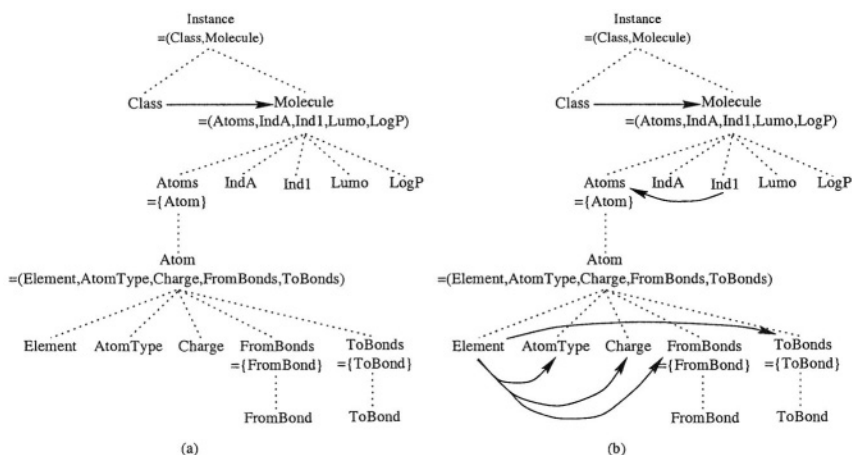 Instance
=(Class,Molecule)
Class
Molecule
=(Atoms,IndA,Ind1,Lumo,LogP)
Atoms
={Atom}
IndA
Ind1
Lumo
LogP
Atom
=(Element,AtomType,Charge,FromBonds,ToBonds)
Element
AtomType
Charge
FromBonds
={FromBond}
ToBonds
={ToBond}
FromBond
ToBond
(a)
Instance
=(Class,Molecule)
Class
Molecule
=(Atoms,IndA,Ind1,Lumo,LogP)
Atoms
={Atom}
IndA
Ind1
Lumo
LogP
Atom
=(Element,AtomType,Charge,FromBonds,ToBonds)
Element
AtomType
Charge
FromBonds
={FromBond}
ToBonds
={ToBond}
FromBond
ToBond
(b)